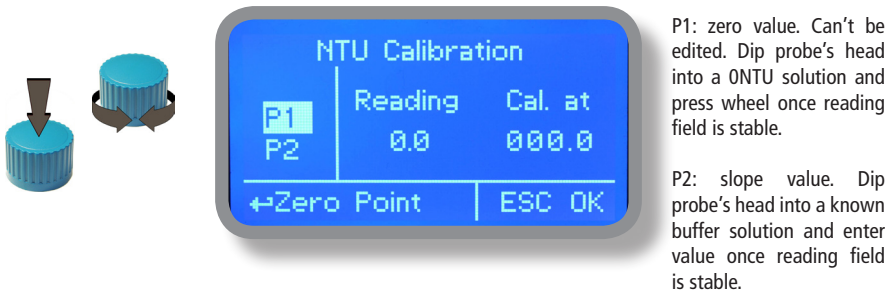 NTU Calibration
Reading Cal. at
P1
0.0 000.0
P2
↩Zero Point ESC OK
P1: zero value. Can't be
edited. Dip probe's head
into a 0NTU solution and
press wheel once reading
field is stable.
P2: slope value. Dip
probe's head into a known
buffer solution and enter
value once reading field
is stable.